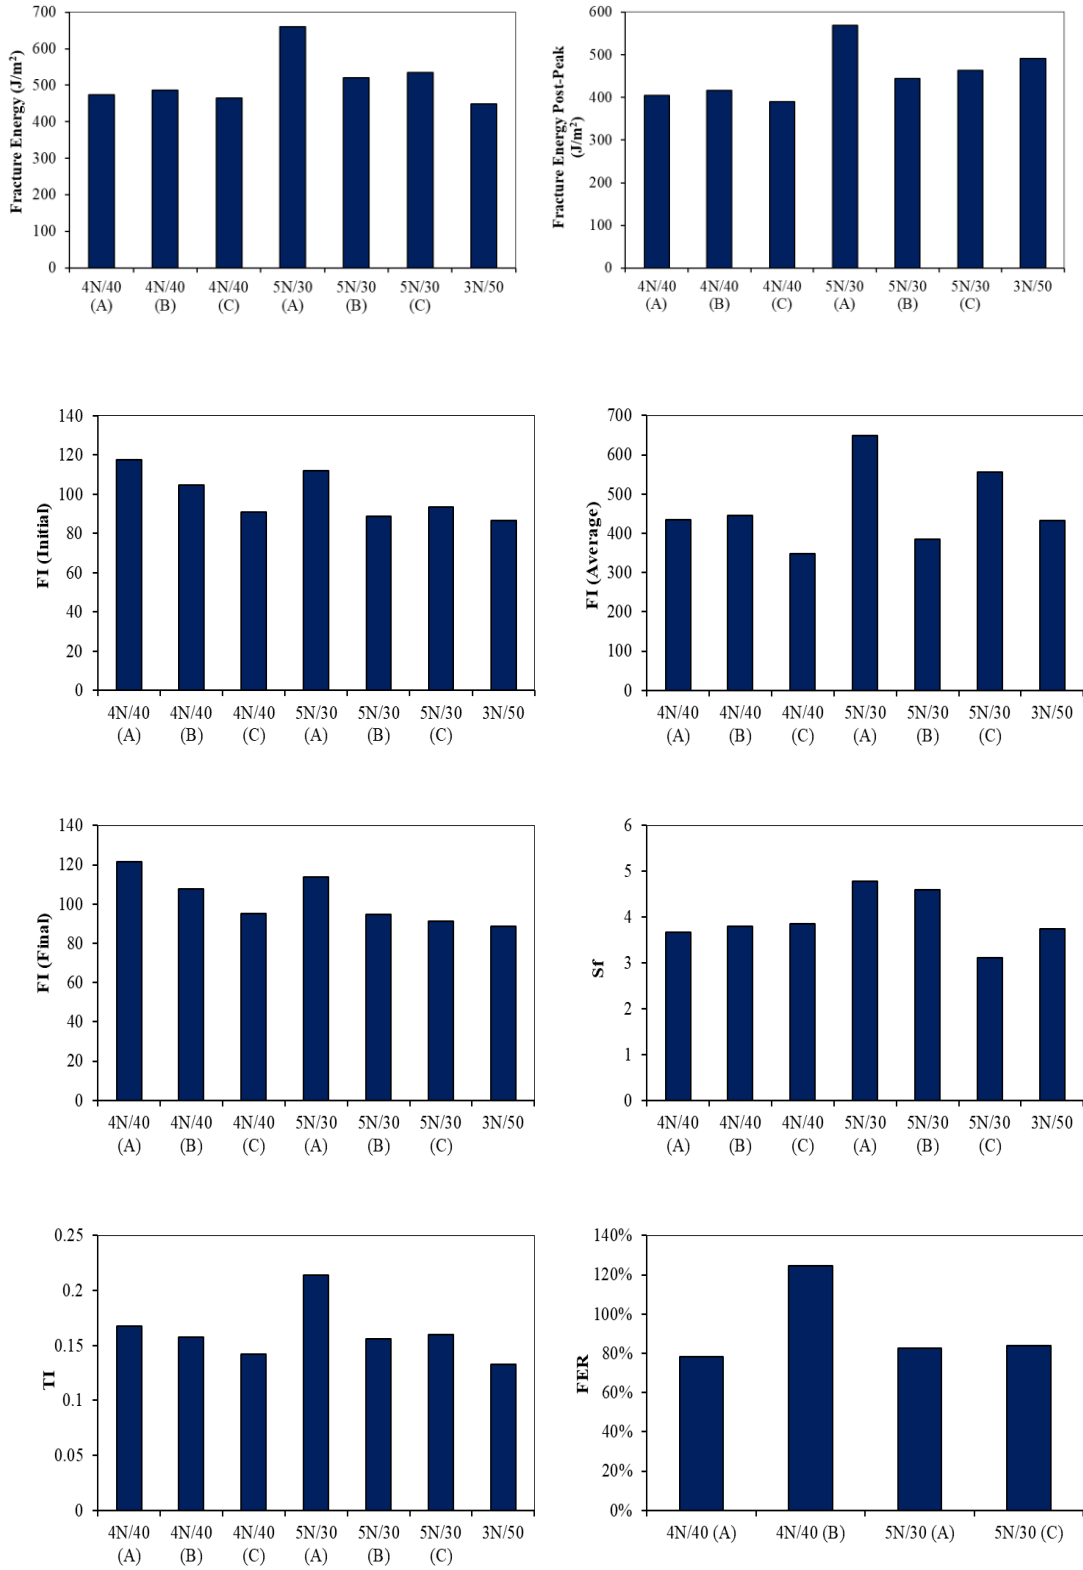 Fracture Energy (J/m²)
700
600
500
400
300
200
100
0
4N/40 4N/40 4N/40 5N/30 5N/30 5N/30 3N/50
(A) (B) (C) (A) (B) (C)
Fracture Energy Post-Peak
(J/m²)
600
500
400
300
200
100
0
4N/40 4N/40 4N/40 5N/30 5N/30 5N/30 3N/50
(A) (B) (C) (A) (B) (C)
FI (Initial)
140
120
100
80
60
40
20
0
4N/40 4N/40 4N/40 5N/30 5N/30 5N/30 3N/50
(A) (B) (C) (A) (B) (C)
FI (Average)
700
600
500
400
300
200
100
0
4N/40 4N/40 4N/40 5N/30 5N/30 5N/30 3N/50
(A) (B) (C) (A) (B) (C)
FI (Final)
140
120
100
80
60
40
20
0
4N/40 4N/40 4N/40 5N/30 5N/30 5N/30 3N/50
(A) (B) (C) (A) (B) (C)
Sf
6
5
4
3
2
1
0
4N/40 4N/40 4N/40 5N/30 5N/30 5N/30 3N/50
(A) (B) (C) (A) (B) (C)
TI
0.25
0.2
0.15
0.1
0.05
0
4N/40 4N/40 4N/40 5N/30 5N/30 5N/30 3N/50
(A) (B) (C) (A) (B) (C)
FER
140%
120%
100%
80%
60%
40%
20%
0%
4N/40 (A) 4N/40 (B) 5N/30 (A) 5N/30 (C)